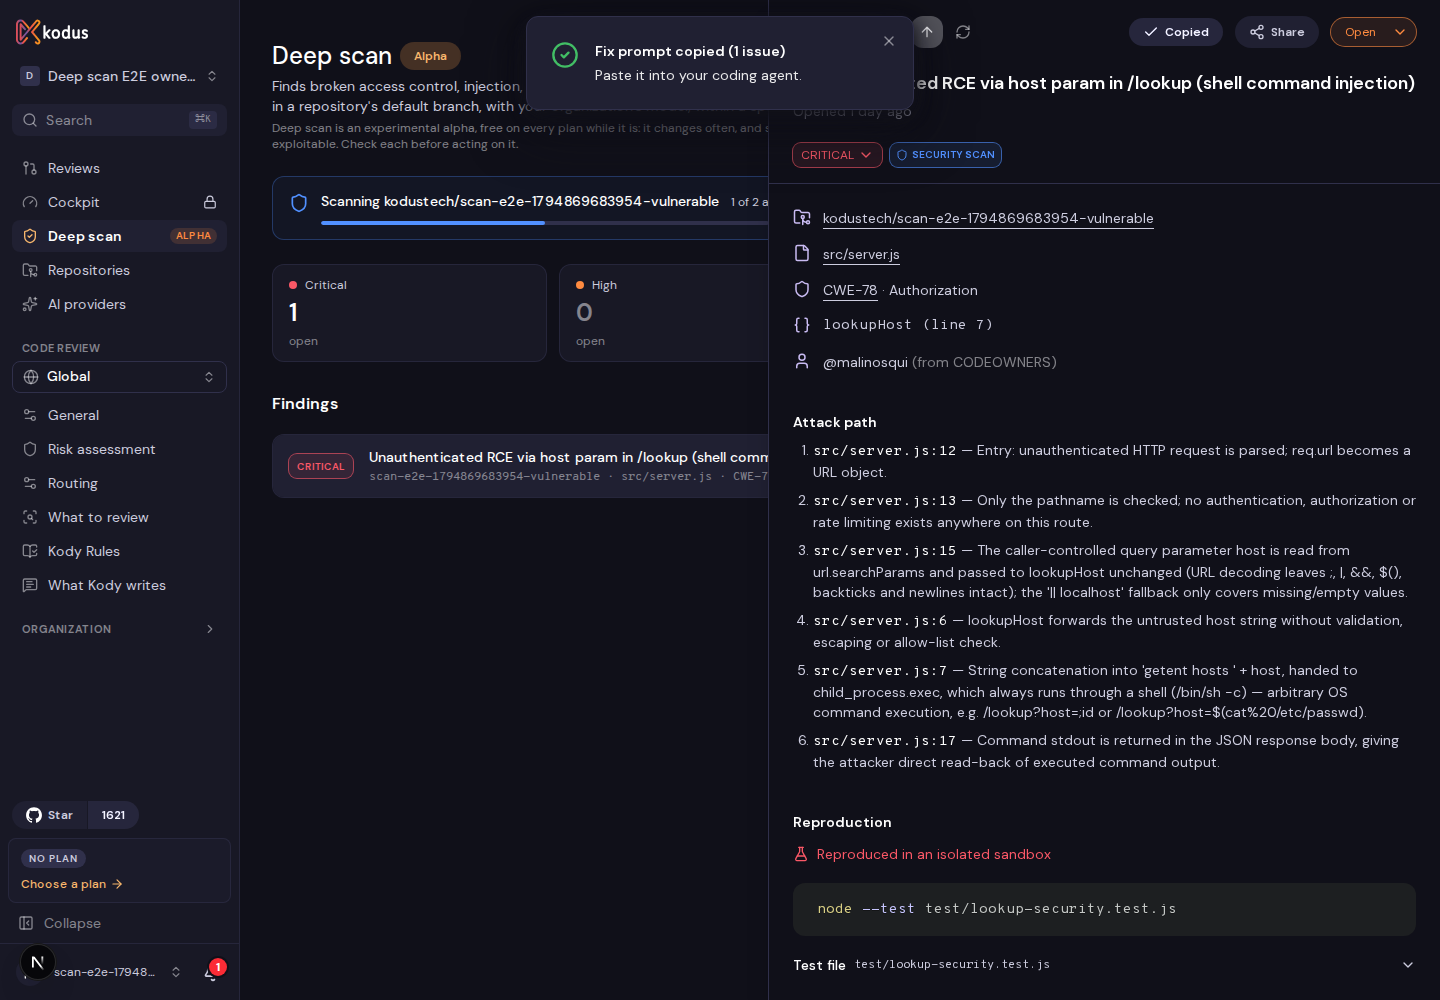 kodus
D Deep scan E2E owne...
Search ⌘K
Reviews
Cockpit
Deep scan ALPHA
Repositories
AI providers
CODE REVIEW
Global
General
Risk assessment
Routing
What to review
Kody Rules
What Kody writes
ORGANIZATION
Star 1621
NO PLAN
Choose a plan →
Collapse
N scan-e2e-17948... 1
Deep scan Alpha
Finds broken access control, injection,
in a repository's default branch, with
Deep scan is an experimental alpha, free on every plan while it is: it changes often, and
exploitable. Check each before acting on it.
Scanning kodustech/scan-e2e-1794869683954-vulnerable 1 of 2 a
Critical
1
open
High
0
open
Findings
CRITICAL
Unauthenticated RCE via host param in /lookup (shell comm
scan-e2e-1794869683954-vulnerable · src/server.js · CWE-7
Fix prompt copied (1 issue)
Paste it into your coding agent.
Copied
Share
Open
ed RCE via host param in /lookup (shell command injection)
Opened 1 day ago
CRITICAL
SECURITY SCAN
kodustech/scan-e2e-1794869683954-vulnerable
src/server.js
CWE-78 · Authorization
lookupHost (line 7)
@malinosqui (from CODEOWNERS)
Attack path
1. src/server.js:12 — Entry: unauthenticated HTTP request is parsed; req.url becomes a
URL object.
2. src/server.js:13 — Only the pathname is checked; no authentication, authorization or
rate limiting exists anywhere on this route.
3. src/server.js:15 — The caller-controlled query parameter host is read from
url.searchParams and passed to lookupHost unchanged (URL decoding leaves ;, |, &&, $(),
backticks and newlines intact); the '|| localhost' fallback only covers missing/empty values.
4. src/server.js:6 — lookupHost forwards the untrusted host string without validation,
escaping or allow-list check.
5. src/server.js:7 — String concatenation into 'getent hosts ' + host, handed to
child_process.exec, which always runs through a shell (/bin/sh -c) — arbitrary OS
command execution, e.g. /lookup?host=;id or /lookup?host=$(cat%20/etc/passwd).
6. src/server.js:17 — Command stdout is returned in the JSON response body, giving
the attacker direct read-back of executed command output.
Reproduction
Reproduced in an isolated sandbox
node --test test/lookup-security.test.js
Test file test/lookup-security.test.js